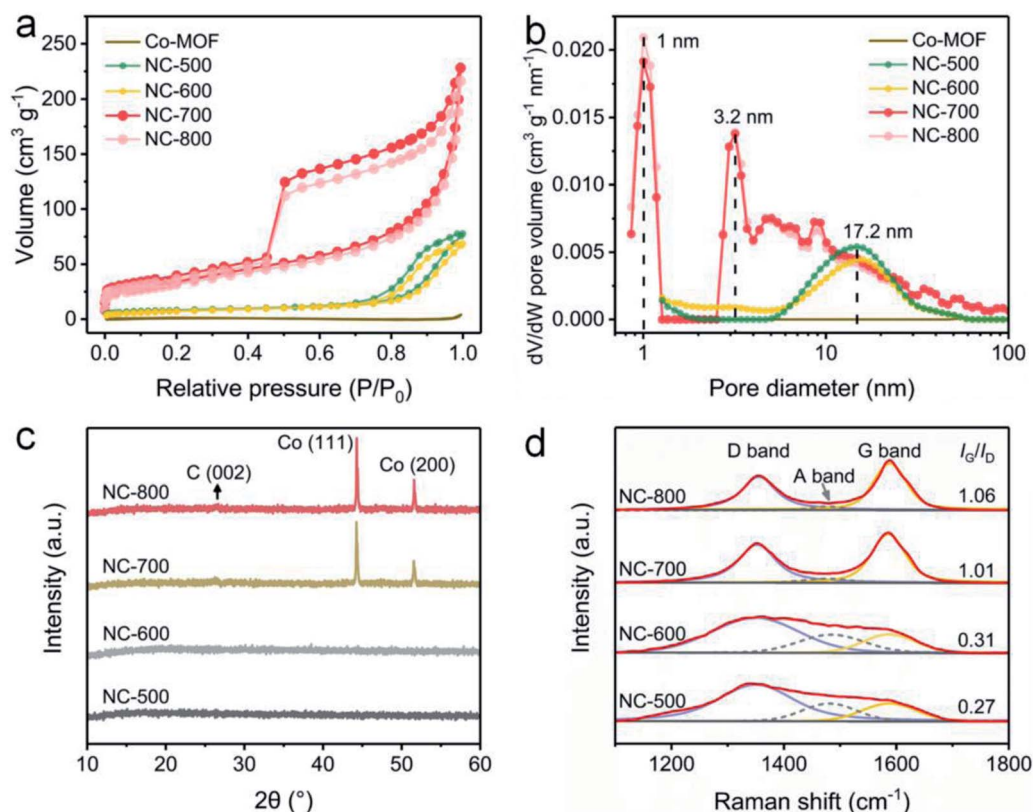 a
Co-MOF
NC-500
NC-600
NC-700
NC-800
Volume (cm³ g⁻¹)
250
200
150
100
50
0
0.0 0.2 0.4 0.6 0.8 1.0
Relative pressure (P/P₀)
b
1 nm
3.2 nm
17.2 nm
Co-MOF
NC-500
NC-600
NC-700
NC-800
dV/dW pore volume (cm³ g⁻¹ nm⁻¹)
0.020
0.015
0.010
0.005
0.000
1 10 100
Pore diameter (nm)
c
Co (111)
C (002)
Co (200)
NC-800
NC-700
NC-600
NC-500
Intensity (a.u.)
10 20 30 40 50 60
2θ (°)
d
D band
A band
G band
I_G/I_D
NC-800 1.06
NC-700 1.01
NC-600 0.31
NC-500 0.27
Intensity (a.u.)
1200 1400 1600 1800
Raman shift (cm⁻¹)